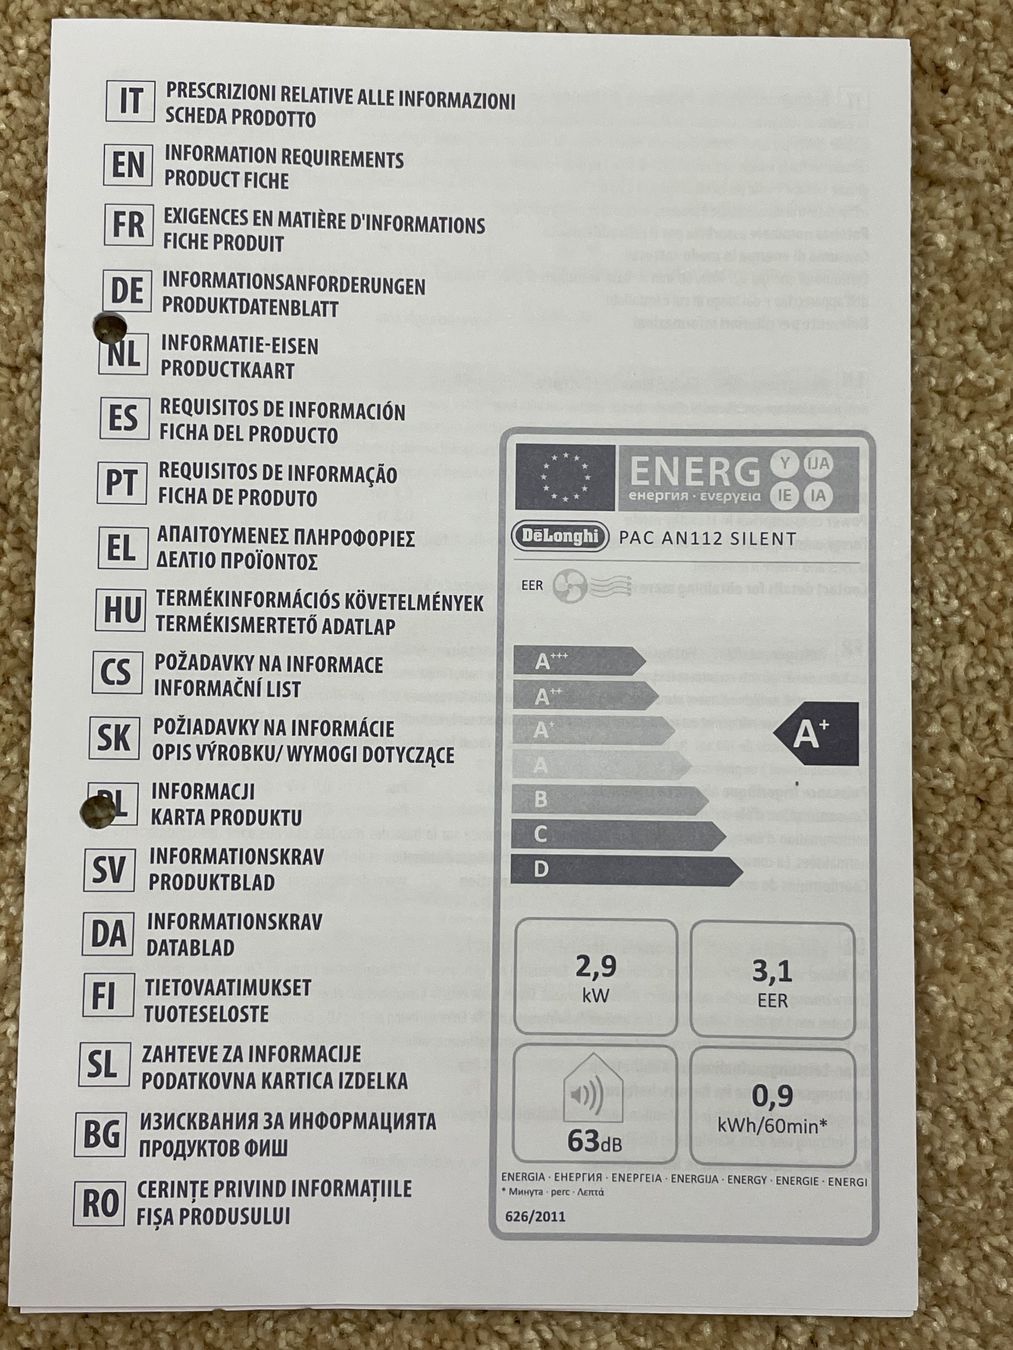 IT PRESCRIZIONI RELATIVE ALLE INFORMAZIONI
SCHEDA PRODOTTO
EN INFORMATION REQUIREMENTS
PRODUCT FICHE
FR EXIGENCES EN MATIÈRE D'INFORMATIONS
FICHE PRODUIT
DE INFORMATIONSANFORDERUNGEN
PRODUKTDATENBLATT
NL INFORMATIE-EISEN
PRODUCTKAART
ES REQUISITOS DE INFORMACIÓN
FICHA DEL PRODUCTO
PT REQUISITOS DE INFORMAÇÃO
FICHA DE PRODUTO
EL ΑΠΑΙΤΟΥΜΕΝΕΣ ΠΛΗΡΟΦΟΡΙΕΣ
ΔΕΛΤΙΟ ΠΡΟΪΟΝΤΟΣ
HU TERMÉKINFORMÁCIÓS KÖVETELMÉNYEK
TERMÉKISMERTETŐ ADATLAP
CS POŽADAVKY NA INFORMACE
INFORMAČNÍ LIST
SK POŽIADAVKY NA INFORMÁCIE
OPIS VÝROBKU/ WYMOGI DOTYCZĄCE
PL INFORMACJI
KARTA PRODUKTU
SV INFORMATIONSKRAV
PRODUKTBLAD
DA INFORMATIONSKRAV
DATABLAD
FI TIETOVAATIMUKSET
TUOTESELOSTE
SL ZAHTEVE ZA INFORMACIJE
PODATKOVNA KARTICA IZDELKA
BG ИЗИСКВАНИЯ ЗА ИНФОРМАЦИЯТА
ПРОДУКТОВ ФИШ
RO CERINȚE PRIVIND INFORMAȚIILE
FIȘA PRODUSULUI
ENERG Y IJA
енергия · ενεργεια IE IA
DeLonghi PAC AN112 SILENT
EER
A+++
A++
A+
A
B
C
D
A+
2,9
kW
3,1
EER
63dB
0,9
kWh/60min*
ENERGIA · ЕНЕРГИЯ · ΕΝΕΡΓΕΙΑ · ENERGIJA · ENERGY · ENERGIE · ENERGI
* Минута · perc · Λεπτά
626/2011